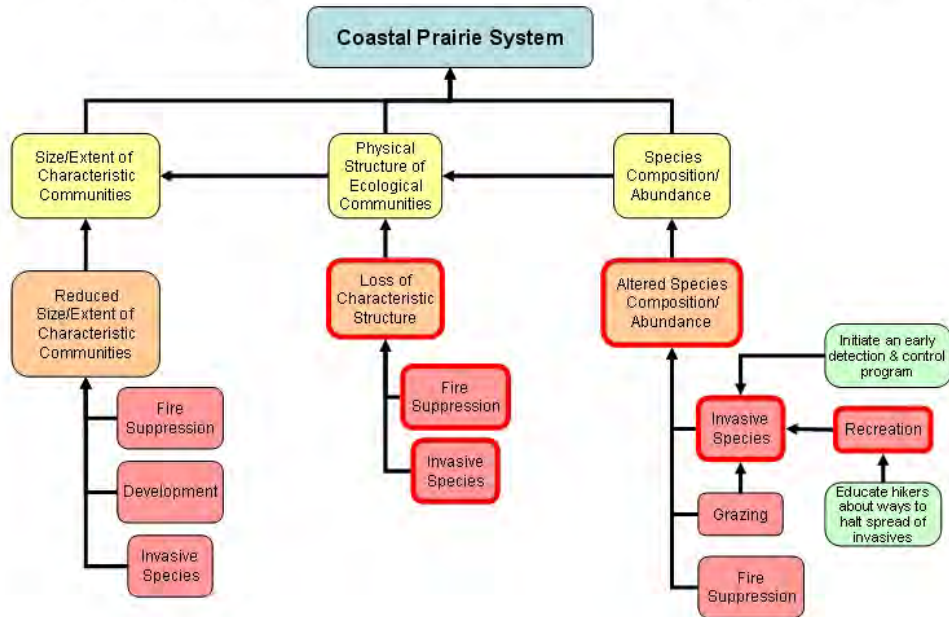 Coastal Prairie System
Size/Extent of
Characteristic
Communities
Physical
Structure of
Ecological
Communities
Species
Composition/
Abundance
Reduced
Size/Extent of
Characteristic
Communities
Loss of
Characteristic
Structure
Altered Species
Composition/
Abundance
Fire
Suppression
Development
Invasive
Species
Fire
Suppression
Invasive
Species
Initiate an early
detection & control
program
Invasive
Species
Recreation
Grazing
Educate hikers
about ways to
halt spread of
invasives
Fire
Suppression